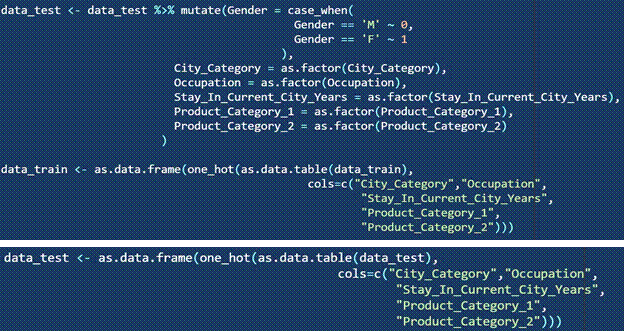 data_test <- data_test %>% mutate(Gender = case_when(
Gender == 'M' ~ 0,
Gender == 'F' ~ 1
),
City_Category = as.factor(City_Category),
Occupation = as.factor(Occupation),
Stay_In_Current_City_Years = as.factor(Stay_In_Current_City_Years),
Product_Category_1 = as.factor(Product_Category_1),
Product_Category_2 = as.factor(Product_Category_2)
)
data_train <- as.data.frame(one_hot(as.data.table(data_train),
cols=c("City_Category","Occupation",
"Stay_In_Current_City_Years",
"Product_Category_1",
"Product_Category_2")))
data_test <- as.data.frame(one_hot(as.data.table(data_test),
cols=c("City_Category","Occupation",
"Stay_In_Current_City_Years",
"Product_Category_1",
"Product_Category_2")))